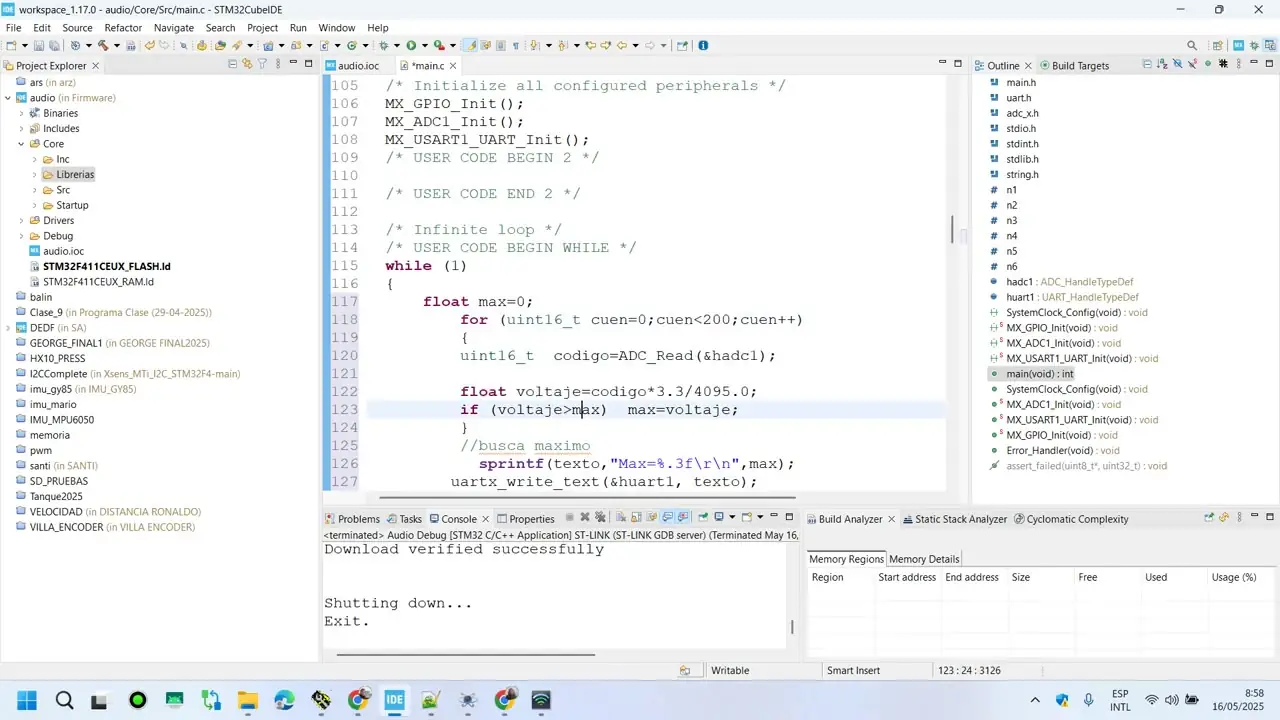 workspace_1.17.0 - audio/Core/Src/main.c - STM32CubeIDE
File Edit Source Refactor Navigate Search Project Run Window Help
Project Explorer
ars (in arz)
audio (in Firmware)
Binaries
Includes
Core
Inc
Librerias
Src
Startup
Drivers
Debug
audio.ioc
STM32F411CEUX_FLASH.ld
STM32F411CEUX_RAM.ld
balin
Clase_9 (in Programa Clase (29-04-2025))
DEDF (in SA)
GEORGE_FINAL1 (in GEORGE FINAL2025)
HX10_PRESS
I2CComplete (in Xsens_MTi_I2C_STM32F4-main)
imu_gy85 (in IMU_GY85)
imu_mario
IMU_MPU6050
memoria
pwm
santi (in SANTI)
SD_PRUEBAS
Tanque2025
VELOCIDAD (in DISTANCIA RONALDO)
VILLA_ENCODER (in VILLA ENCODER)
audio.ioc *main.c
105 /* Initialize all configured peripherals */
106 MX_GPIO_Init();
107 MX_ADC1_Init();
108 MX_USART1_UART_Init();
109 /* USER CODE BEGIN 2 */
110
111 /* USER CODE END 2 */
112
113 /* Infinite loop */
114 /* USER CODE BEGIN WHILE */
115 while (1)
116 {
117 float max=0;
118 for (uint16_t cuen=0;cuen<200;cuen++)
119 {
120 uint16_t codigo=ADC_Read(&hadc1);
121
122 float voltaje=codigo*3.3/4095.0;
123 if (voltaje>max) max=voltaje;
124 }
125 //busca maximo
126 sprintf(texto,"Max=%.3f\r\n",max);
127 uartx_write_text(&huart1, texto);
Outline Build Targets
main.h
uart.h
adc_x.h
stdio.h
stdint.h
stdlib.h
string.h
n1
n2
n3
n4
n5
n6
hadc1 : ADC_HandleTypeDef
huart1 : UART_HandleTypeDef
SystemClock_Config(void) : void
MX_GPIO_Init(void) : void
MX_ADC1_Init(void) : void
MX_USART1_UART_Init(void) : void
main(void) : int
SystemClock_Config(void) : void
MX_ADC1_Init(void) : void
MX_USART1_UART_Init(void) : void
MX_GPIO_Init(void) : void
Error_Handler(void) : void
assert_failed(uint8_t*, uint32_t) : void
Problems Tasks Console Properties
<terminated> Audio Debug [STM32 C/C++ Application] ST-LINK (ST-LINK GDB server) (Terminated May 16,
Download verified successfully
Shutting down...
Exit.
Build Analyzer Static Stack Analyzer Cyclomatic Complexity
Memory Regions Memory Details
Region Start address End address Size Free Used Usage (%)
Writable Smart Insert 123 : 24 : 3126
IDE
ESP
INTL
8:58
16/05/2025